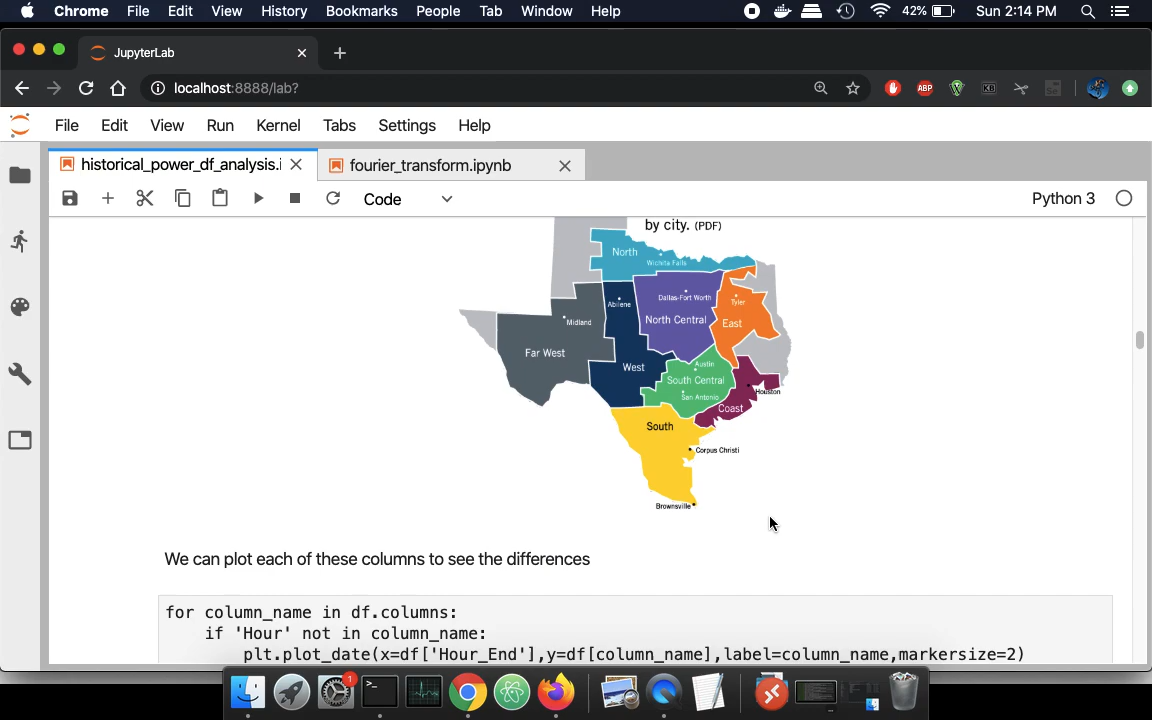 Chrome File Edit View History Bookmarks People Tab Window Help 42% Sun 2:14 PM
JupyterLab
localhost:8888/lab?
ABP KB
File Edit View Run Kernel Tabs Settings Help
historical_power_df_analysis.i fourier_transform.ipynb
Code Python 3
by city. (PDF)
North
Wichita Falls
Dallas-Fort Worth
Abilene
Tyler
Midland
North Central
East
Far West
Austin
West
South Central
San Antonio
Houston
Coast
South
Corpus Christi
Brownsville
We can plot each of these columns to see the differences
for column_name in df.columns:
if 'Hour' not in column_name:
plt.plot_date(x=df['Hour_End'],y=df[column_name],label=column_name,markersize=2)
1